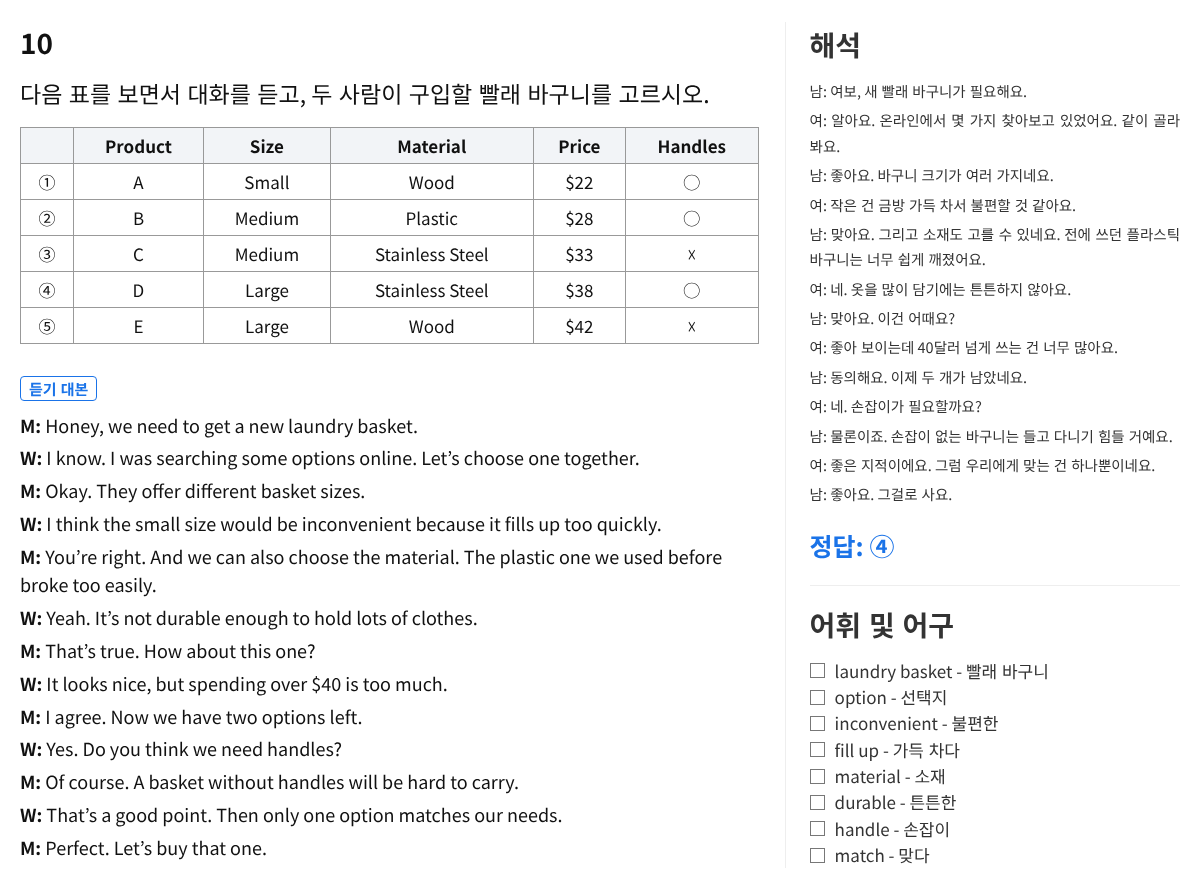 10
다음 표를 보면서 대화를 듣고, 두 사람이 구입할 빨래 바구니를 고르시오.
Product Size Material Price Handles
① A Small Wood $22 ○
② B Medium Plastic $28 ○
③ C Medium Stainless Steel $33 ☓
④ D Large Stainless Steel $38 ○
⑤ E Large Wood $42 ☓
듣기 대본
M: Honey, we need to get a new laundry basket.
W: I know. I was searching some options online. Let’s choose one together.
M: Okay. They offer different basket sizes.
W: I think the small size would be inconvenient because it fills up too quickly.
M: You’re right. And we can also choose the material. The plastic one we used before
broke too easily.
W: Yeah. It’s not durable enough to hold lots of clothes.
M: That’s true. How about this one?
W: It looks nice, but spending over $40 is too much.
M: I agree. Now we have two options left.
W: Yes. Do you think we need handles?
M: Of course. A basket without handles will be hard to carry.
W: That’s a good point. Then only one option matches our needs.
M: Perfect. Let’s buy that one.
해석
남: 여보, 새 빨래 바구니가 필요해요.
여: 알아요. 온라인에서 몇 가지 찾아보고 있었어요. 같이 골라
봐요.
남: 좋아요. 바구니 크기가 여러 가지네요.
여: 작은 건 금방 가득 차서 불편할 것 같아요.
남: 맞아요. 그리고 소재도 고를 수 있네요. 전에 쓰던 플라스틱
바구니는 너무 쉽게 깨졌어요.
여: 네. 옷을 많이 담기에는 튼튼하지 않아요.
남: 맞아요. 이건 어때요?
여: 좋아 보이는데 40달러 넘게 쓰는 건 너무 많아요.
남: 동의해요. 이제 두 개가 남았네요.
여: 네. 손잡이가 필요할까요?
남: 물론이죠. 손잡이 없는 바구니는 들고 다니기 힘들 거예요.
여: 좋은 지적이에요. 그럼 우리에게 맞는 건 하나뿐이네요.
남: 좋아요. 그걸로 사요.
정답: ④
어휘 및 어구
□ laundry basket - 빨래 바구니
□ option - 선택지
□ inconvenient - 불편한
□ fill up - 가득 차다
□ material - 소재
□ durable - 튼튼한
□ handle - 손잡이
□ match - 맞다